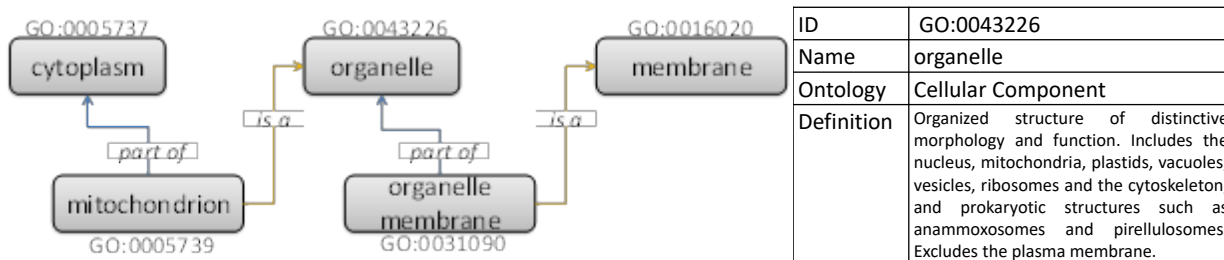 GO:0005737
GO:0043226
GO:0016020
cytoplasm
organelle
membrane
is a
is a
part of
part of
mitochondrion
organelle
membrane
GO:0005739
GO:0031090
ID GO:0043226
Name organelle
Ontology Cellular Component
Definition Organized structure of distinctive
morphology and function. Includes the
nucleus, mitochondria, plastids, vacuoles,
vesicles, ribosomes and the cytoskeleton,
and prokaryotic structures such as
anammoxosomes and pirellulosomes.
Excludes the plasma membrane.